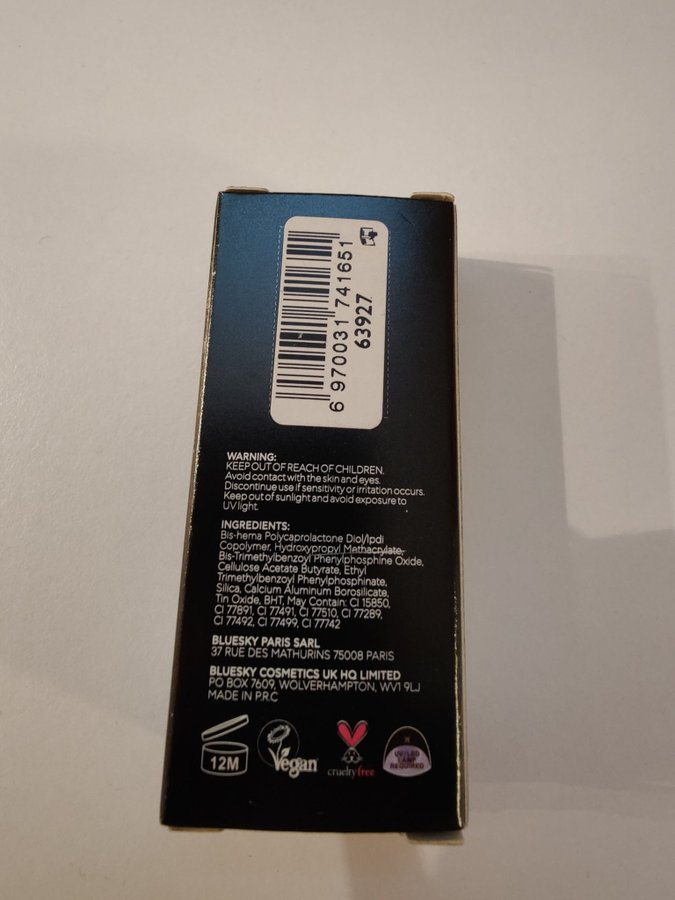 6 970031 741651
63927
WARNING:
KEEP OUT OF REACH OF CHILDREN.
Avoid contact with the skin and eyes.
Discontinue use if sensitivity or irritation occurs.
Keep out of sunlight and avoid exposure to
UV light.
INGREDIENTS:
Bis-hema Polycaprolactone Diol/Ipdi
Copolymer, Hydroxypropyl Methacrylate,
Bis-Trimethylbenzoyl Phenylphosphine Oxide,
Cellulose Acetate Butyrate, Ethyl
Trimethylbenzoyl Phenylphosphinate,
Silica, Calcium Aluminum Borosilicate,
Tin Oxide, BHT, May Contain: CI 15850,
CI 77891, CI 77491, CI 77510, CI 77289,
CI 77492, CI 77499, CI 77742
BLUESKY PARIS SARL
37 RUE DES MATHURINS 75008 PARIS
BLUESKY COSMETICS UK HQ LIMITED
PO BOX 7609, WOLVERHAMPTON, WV1 9LJ
MADE IN P.R.C
12M
Vegan
cruelty free
UV/LED
LAMP
REQUIRED